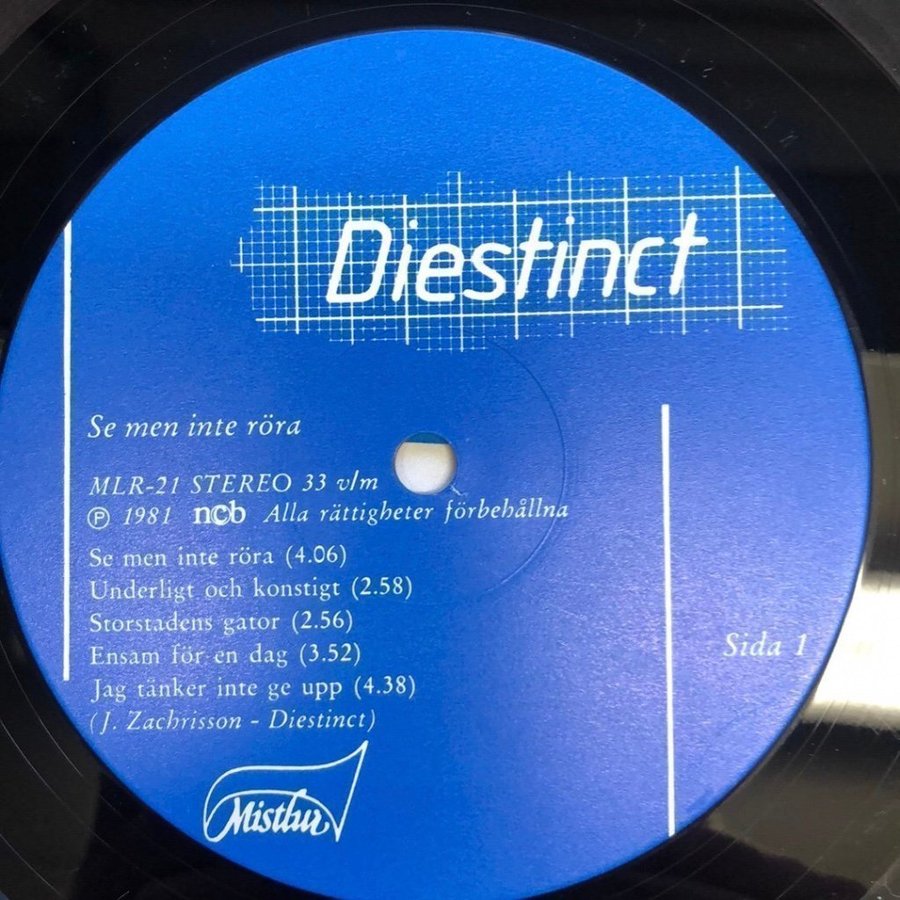 Diestinct
Se men inte röra
MLR-21 STEREO 33 v/m
℗ 1981 ncb Alla rättigheter förbehållna
Se men inte röra (4.06)
Underligt och konstigt (2.58)
Storstadens gator (2.56)
Ensam för en dag (3.52)
Jag tänker inte ge upp (4.38)
(J. Zachrisson - Diestinct)
Sida 1
Mistlur